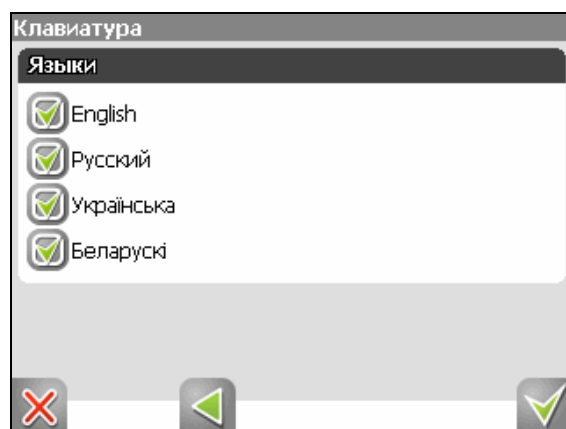 Клавиатура
Языки
English
Русский
Українська
Беларускі